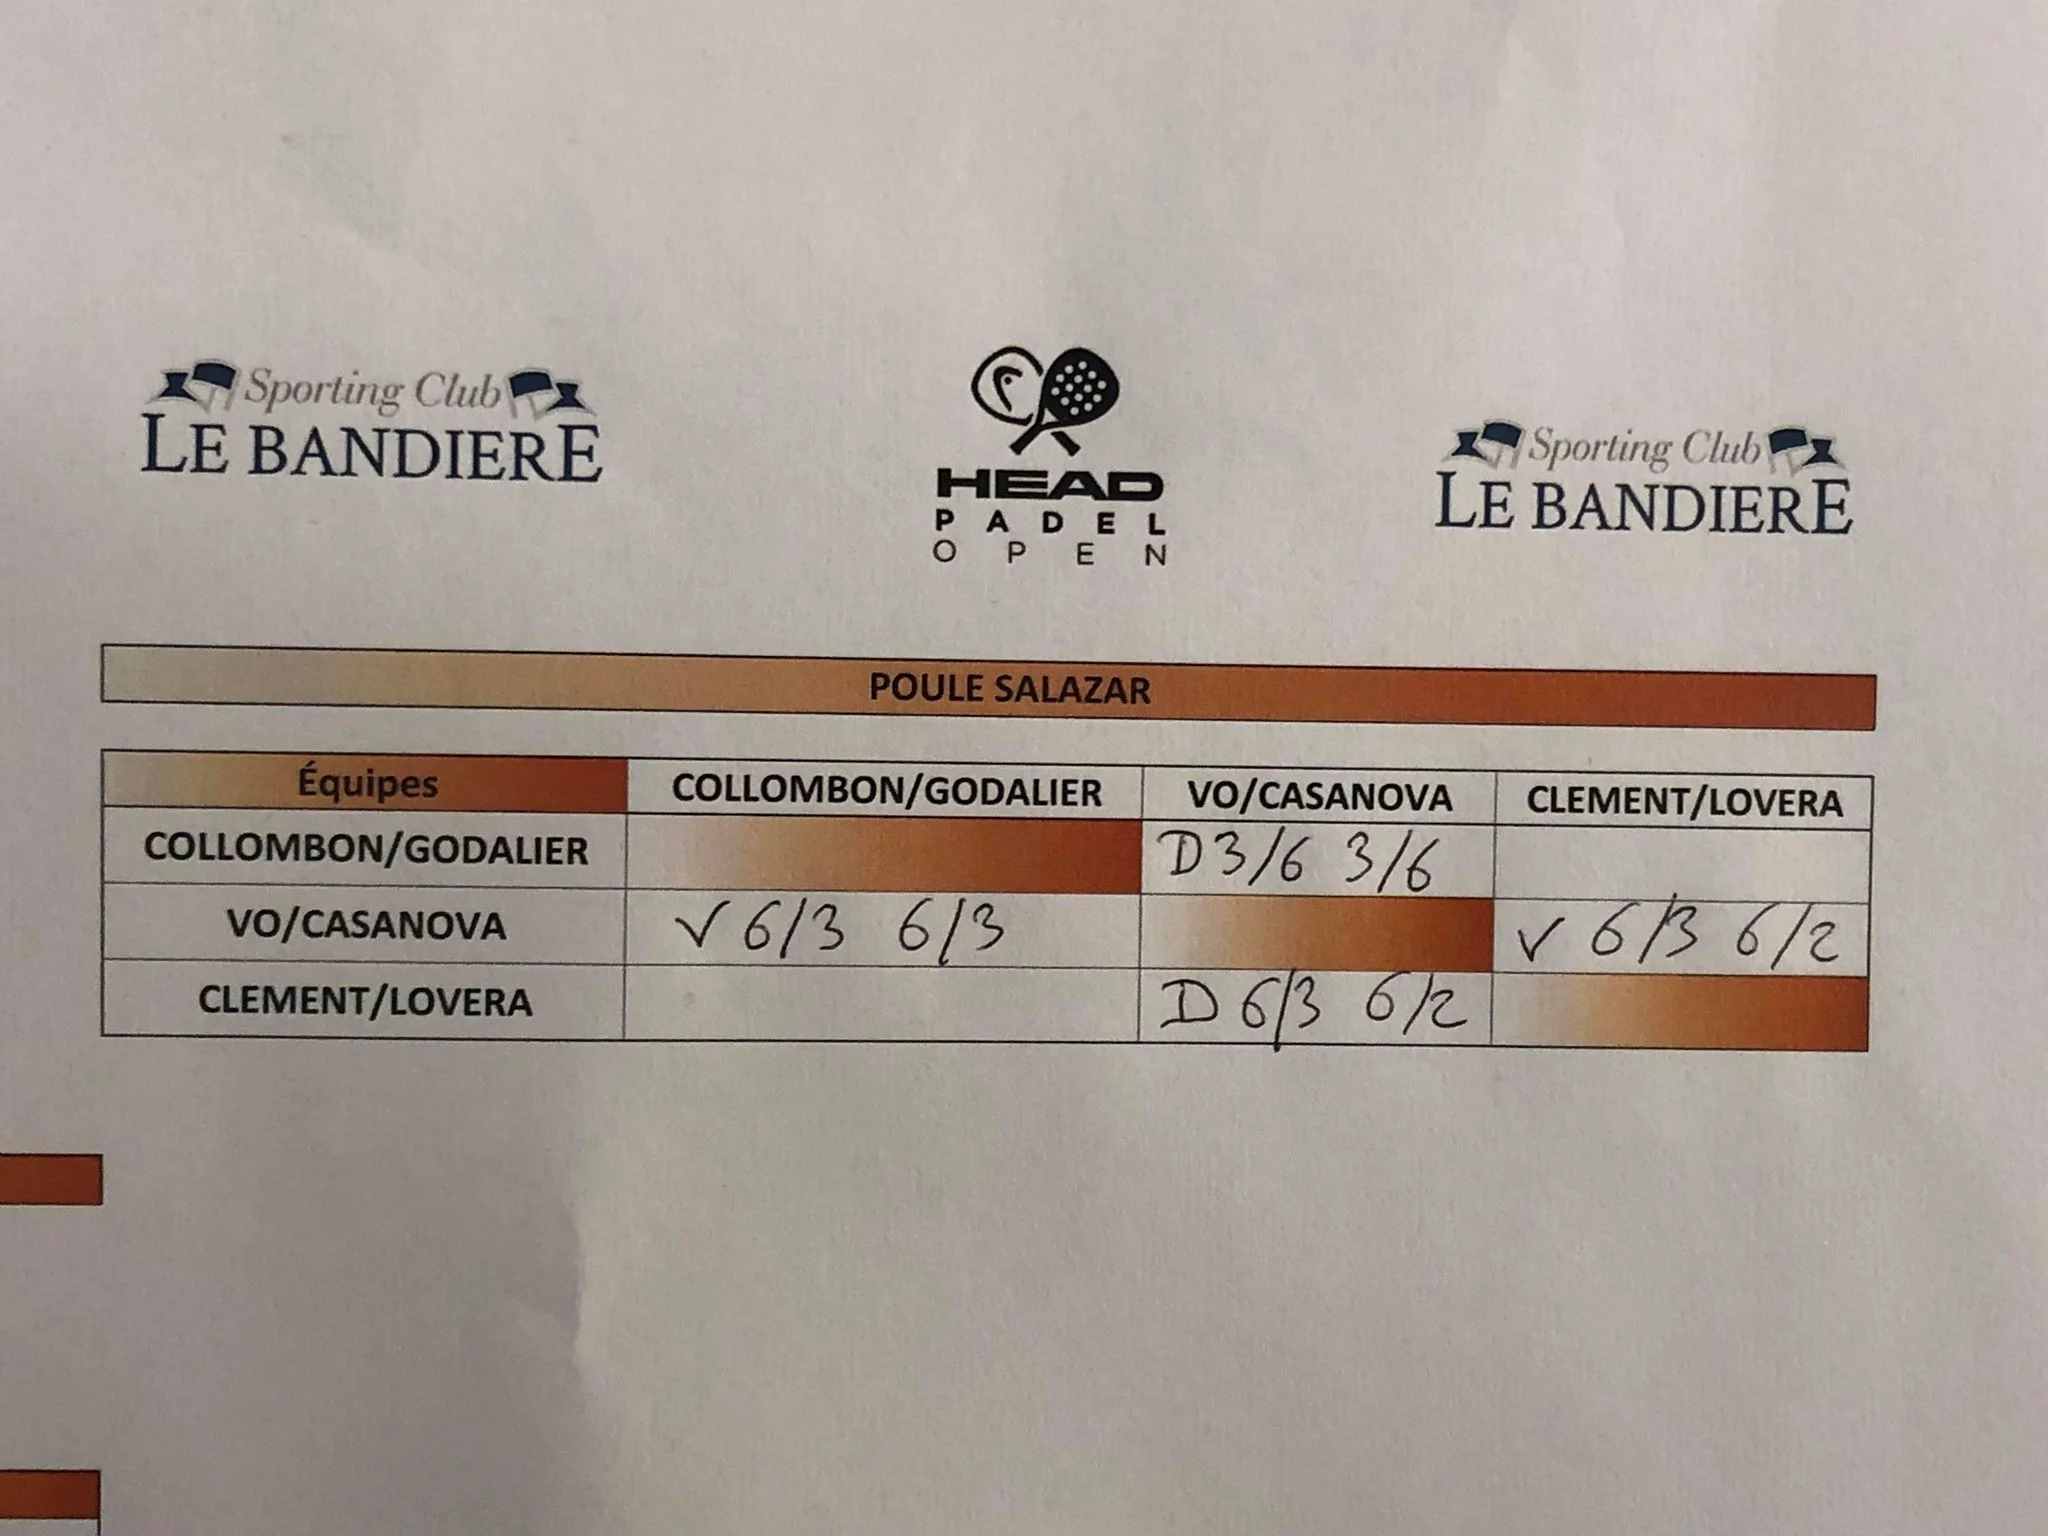 Sporting Club
LE BANDIERE
HEAD
PADEL
OPEN
Sporting Club
LE BANDIERE
POULE SALAZAR
Équipes COLLOMBON/GODALIER VO/CASANOVA CLEMENT/LOVERA
COLLOMBON/GODALIER D 3/6 3/6
VO/CASANOVA V 6/3 6/3 V 6/3 6/2
CLEMENT/LOVERA D 6/3 6/2